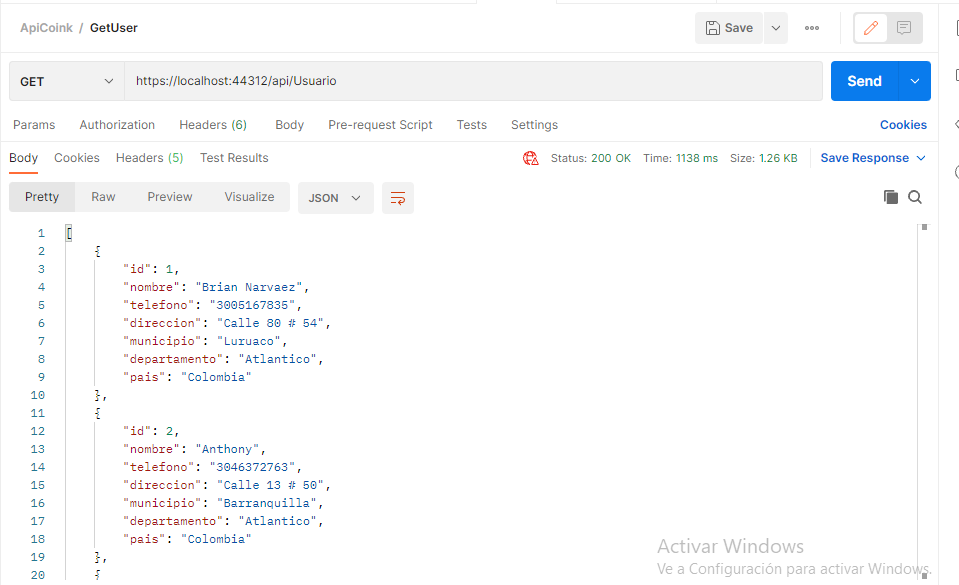 ApiCoink / GetUser Save
GET https://localhost:44312/api/Usuario Send
Params Authorization Headers (6) Body Pre-request Script Tests Settings Cookies
Body Cookies Headers (5) Test Results Status: 200 OK Time: 1138 ms Size: 1.26 KB Save Response
Pretty Raw Preview Visualize JSON
1 [
2 {
3 "id": 1,
4 "nombre": "Brian Narvaez",
5 "telefono": "3005167835",
6 "direccion": "Calle 80 # 54",
7 "municipio": "Luruaco",
8 "departamento": "Atlantico",
9 "pais": "Colombia"
10 },
11 {
12 "id": 2,
13 "nombre": "Anthony",
14 "telefono": "3046372763",
15 "direccion": "Calle 13 # 50",
16 "municipio": "Barranquilla",
17 "departamento": "Atlantico",
18 "pais": "Colombia"
19 },
20 {
Activar Windows
Ve a Configuración para activar Windows.